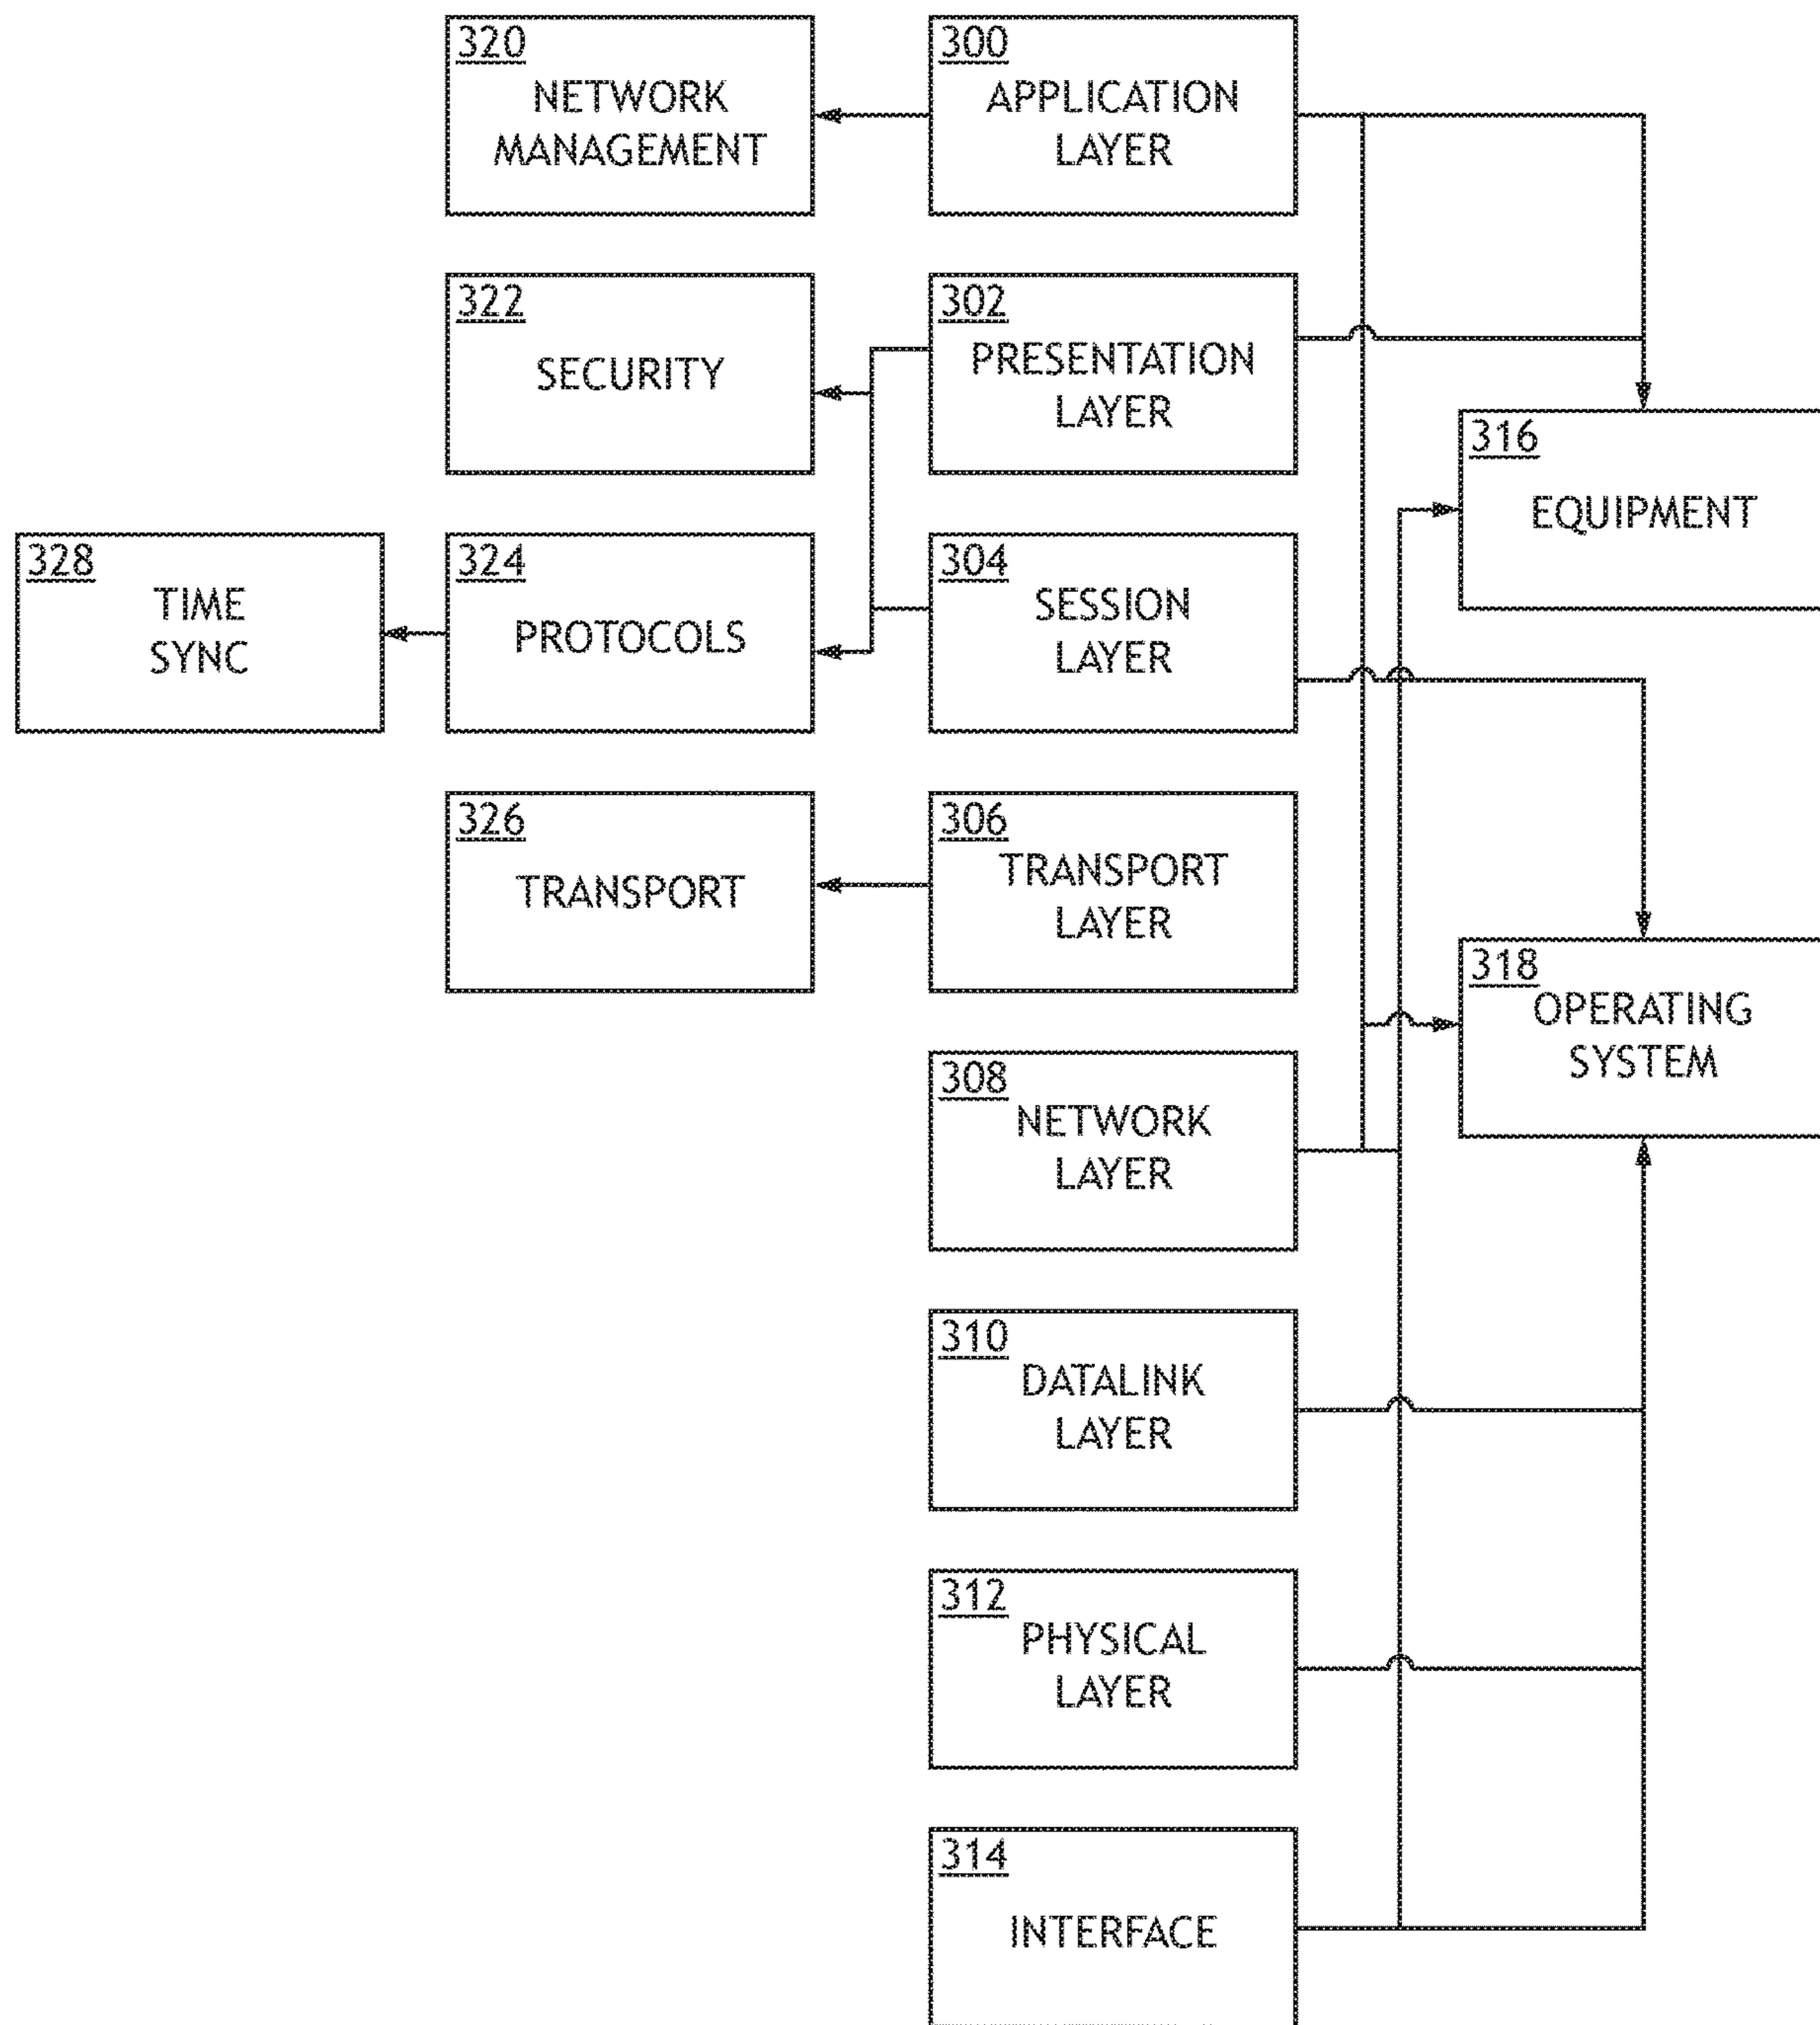 320
NETWORK
MANAGEMENT
300
APPLICATION
LAYER
322
SECURITY
302
PRESENTATION
LAYER
316
EQUIPMENT
328
TIME
SYNC
324
PROTOCOLS
304
SESSION
LAYER
326
TRANSPORT
306
TRANSPORT
LAYER
318
OPERATING
SYSTEM
308
NETWORK
LAYER
310
DATALINK
LAYER
312
PHYSICAL
LAYER
314
INTERFACE